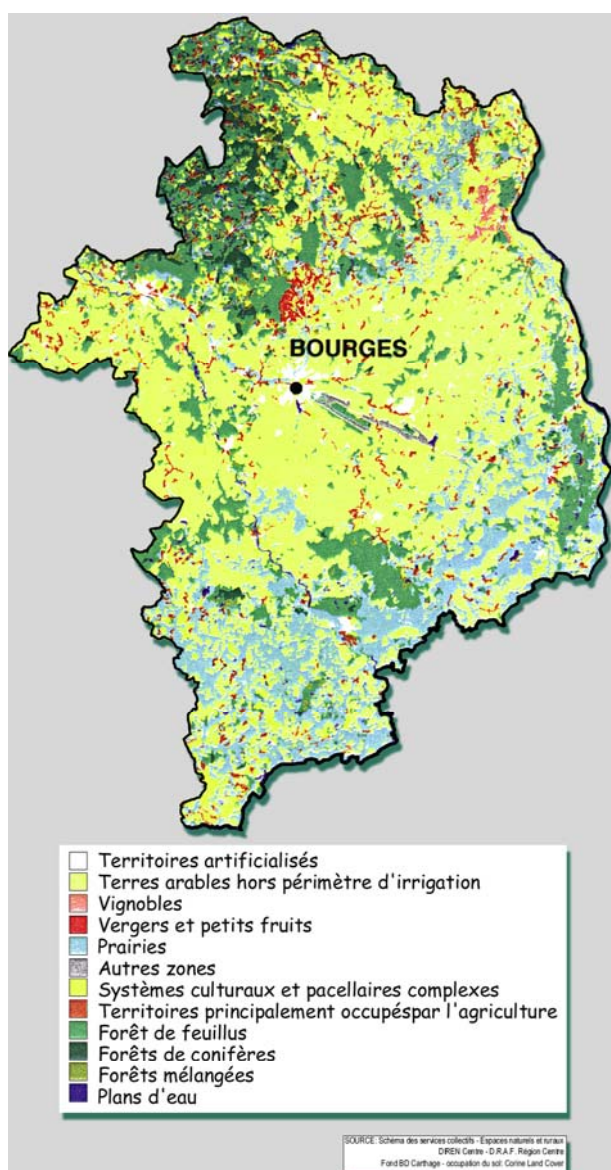 BOURGES
Territoires artificialisés
Terres arables hors périmètre d'irrigation
Vignobles
Vergers et petits fruits
Prairies
Autres zones
Systèmes culturaux et pacellaires complexes
Territoires principalement occupéspar l'agriculture
Forêt de feuillus
Forêts de conifères
Forêts mélangées
Plans d'eau
SOURCE: Schéma des services collectifs - Espaces naturels et ruraux
DIREN Centre - D.R.A.F. Région Centre
Fond BD Carthage - occupation du sol: Corine Land Cover